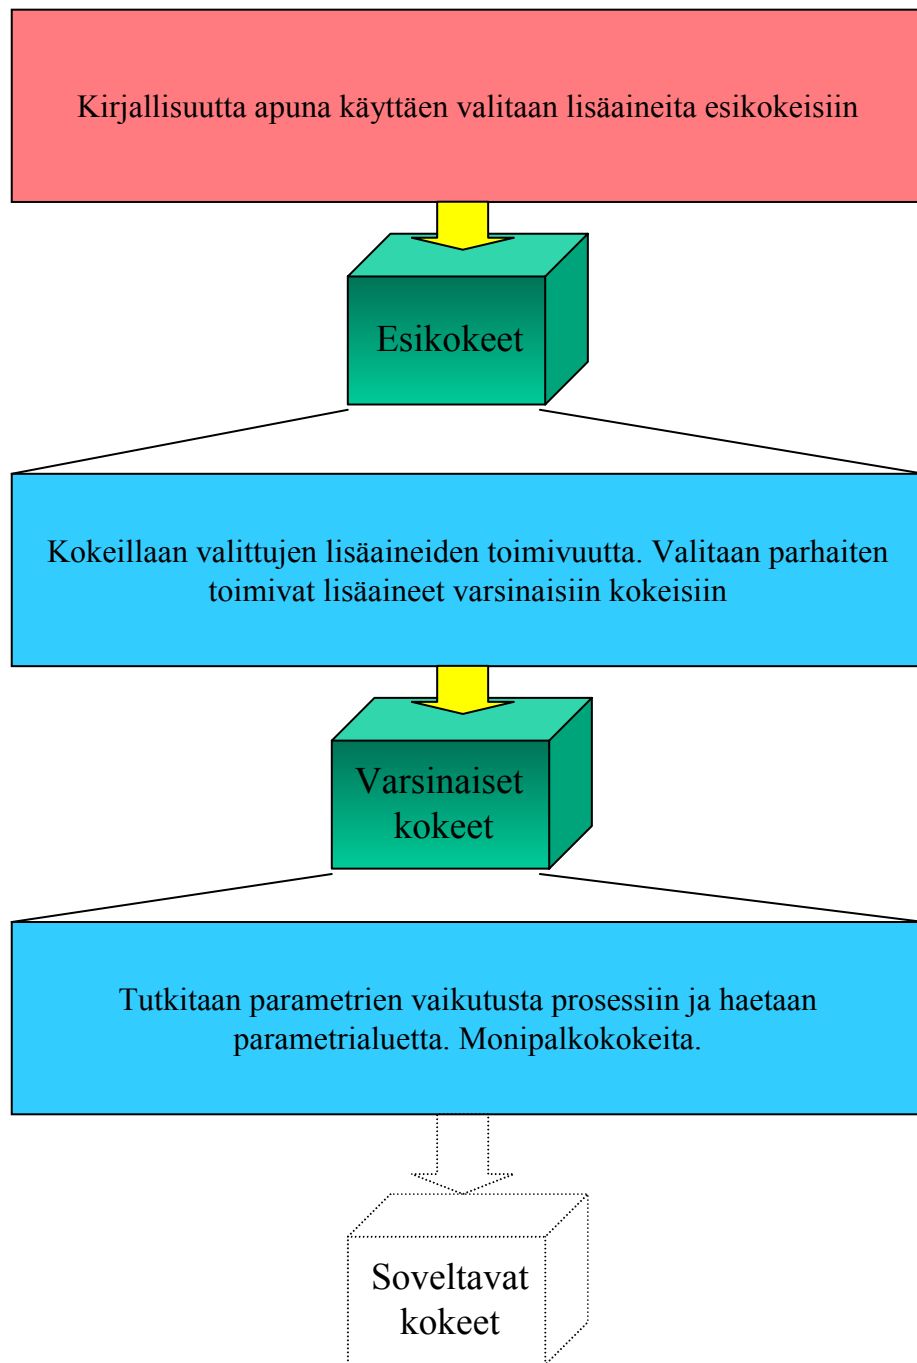 Kirjallisuutta apuna käyttäen valitaan lisäaineita esikokeisiin
Esikokeet
Kokeillaan valittujen lisäaineiden toimivuutta. Valitaan parhaiten
toimivat lisäaineet varsinaisiin kokeisiin
Varsinaiset
kokeet
Tutkitaan parametrien vaikutusta prosessiin ja haetaan
parametrialuetta. Monipalkokokeita.
Soveltavat
kokeet